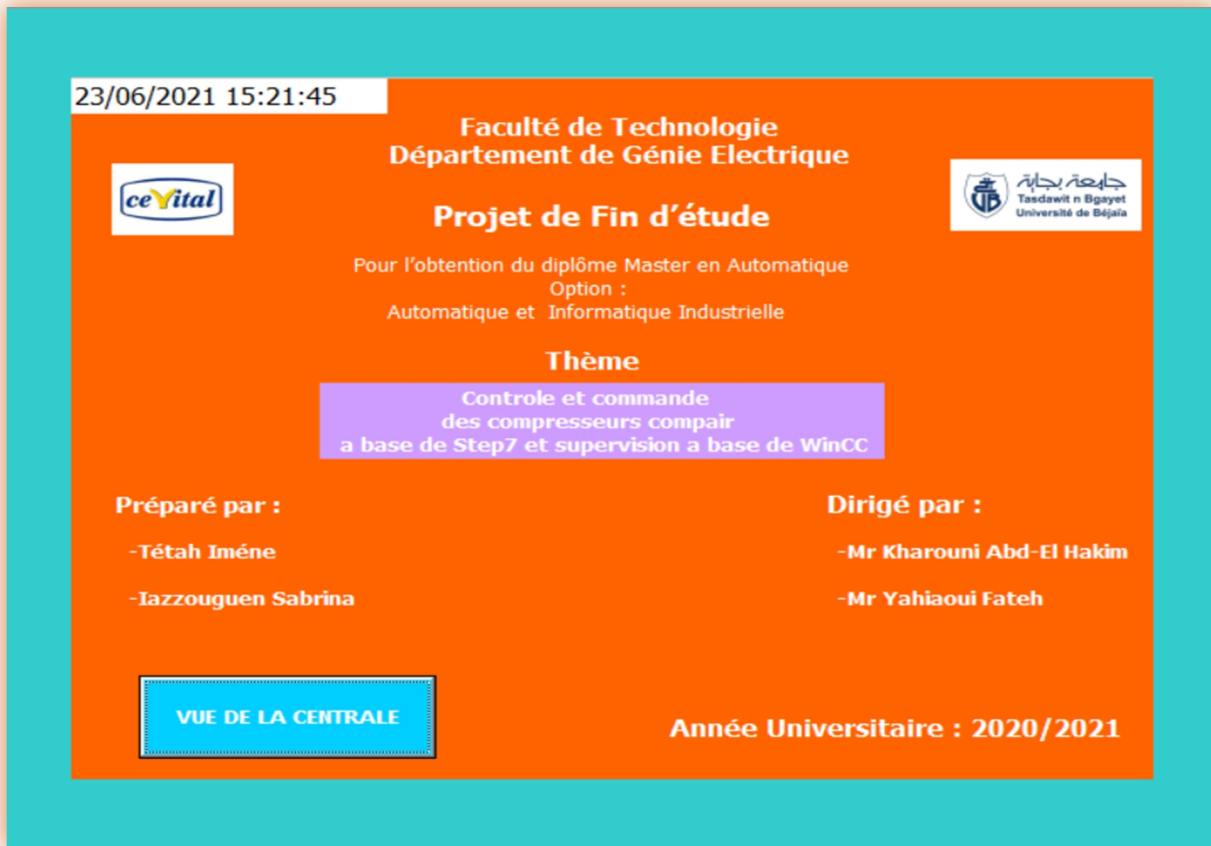 23/06/2021 15:21:45
Faculté de Technologie
Département de Génie Electrique
cevital
جامعة بجاية
Tasdawit n Bgayet
Université de Béjaïa
Projet de Fin d’étude
Pour l’obtention du diplôme Master en Automatique
Option :
Automatique et Informatique Industrielle
Thème
Controle et commande
des compresseurs compair
a base de Step7 et supervision a base de WinCC
Préparé par :
Dirigé par :
-Tétah Iméne
-Mr Kharouni Abd-El Hakim
-Iazzouguen Sabrina
-Mr Yahiaoui Fateh
VUE DE LA CENTRALE
Année Universitaire : 2020/2021